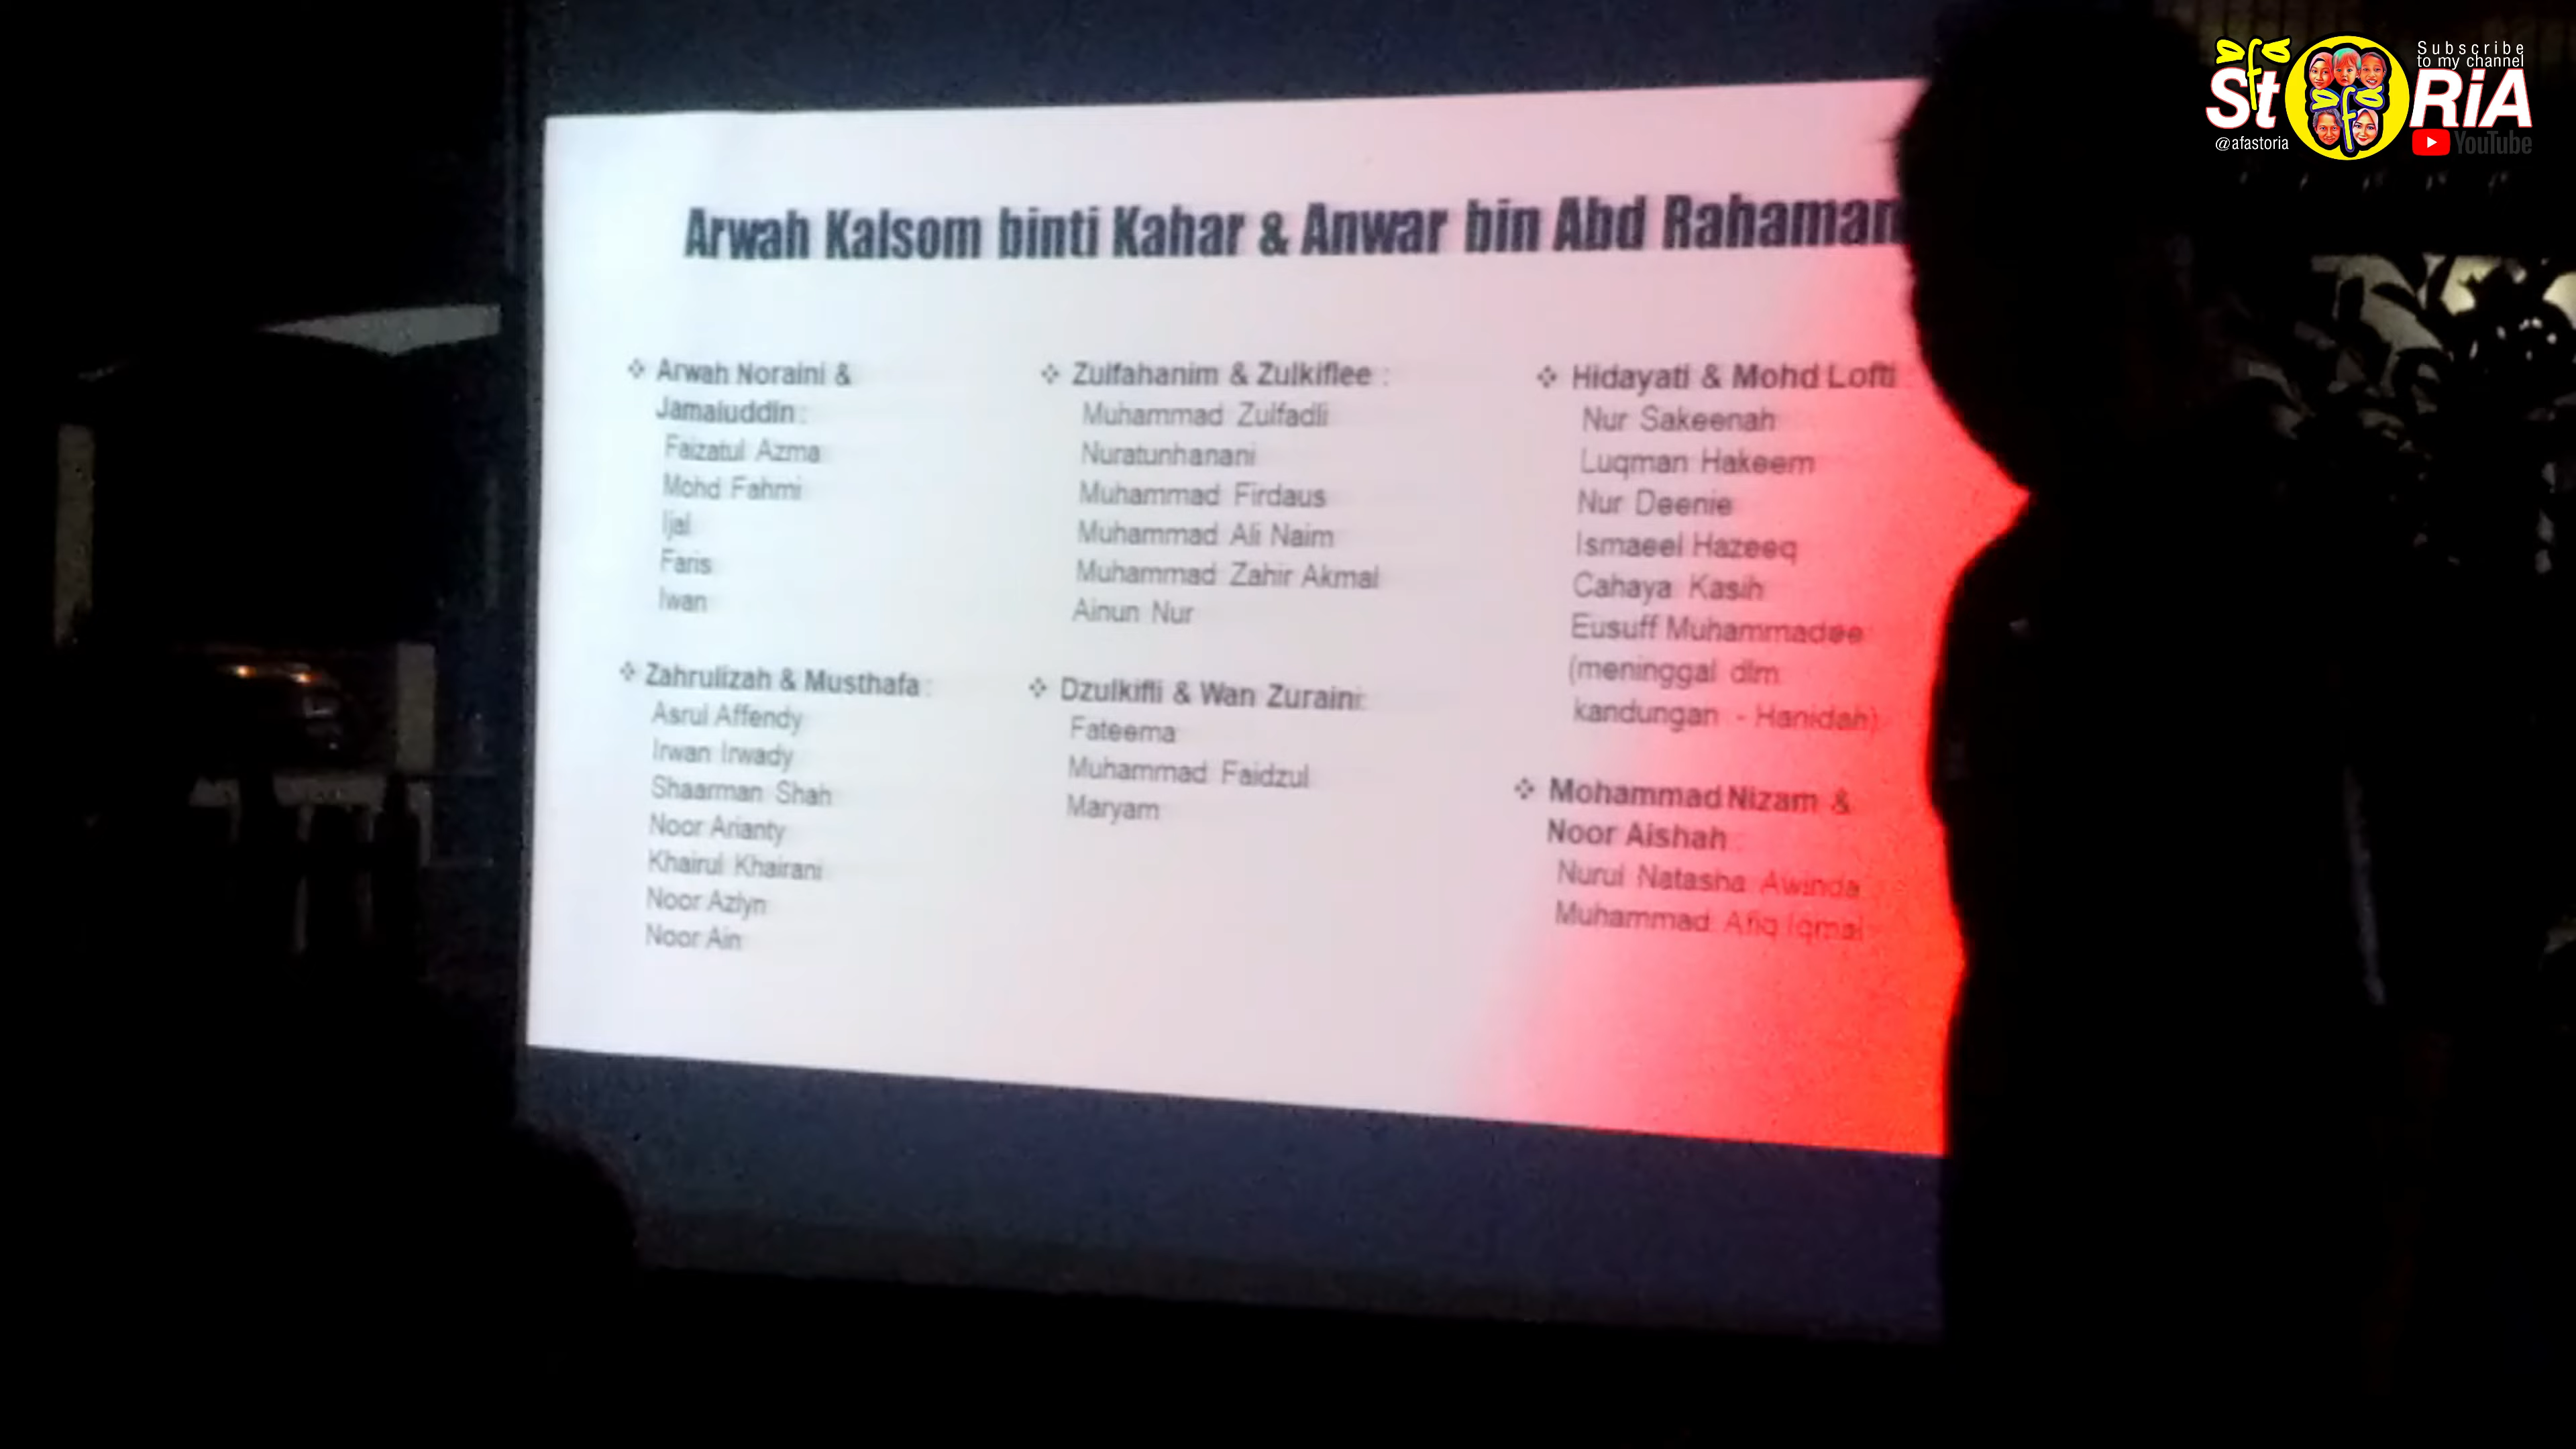 Arwah Kalsom binti Kahar & Anwar bin Abd Rahaman
❖ Arwah Noraini &
Jamaluddin :
Faizatul Azma
Mohd Fahmi
Ijal
Faris
Iwan
❖ Zahrulizah & Musthafa :
Asrul Affendy
Irwan Irwady
Shaarman Shah
Noor Arianty
Khairul Khairani
Noor Azlyn
Noor Ain
❖ Zulfahanim & Zulkiflee :
Muhammad Zulfadli
Nuratunhanani
Muhammad Firdaus
Muhammad Ali Naim
Muhammad Zahir Akmal
Ainun Nur
❖ Dzulkifli & Wan Zuraini:
Fateema
Muhammad Faidzul
Maryam
❖ Hidayati & Mohd Lofti
Nur Sakeenah
Luqman Hakeem
Nur Deenie
Ismaeel Hazeeq
Cahaya Kasih
Eusuff Muhammadee
(meninggal dlm
kandungan - Hanidah)
❖ Mohammad Nizam &
Noor Aishah
Nurul Natasha Awinda
Muhammad Afiq Iqmal
afa
StORiA
Subscribe
to my channel
@afastoria
afa
YouTube